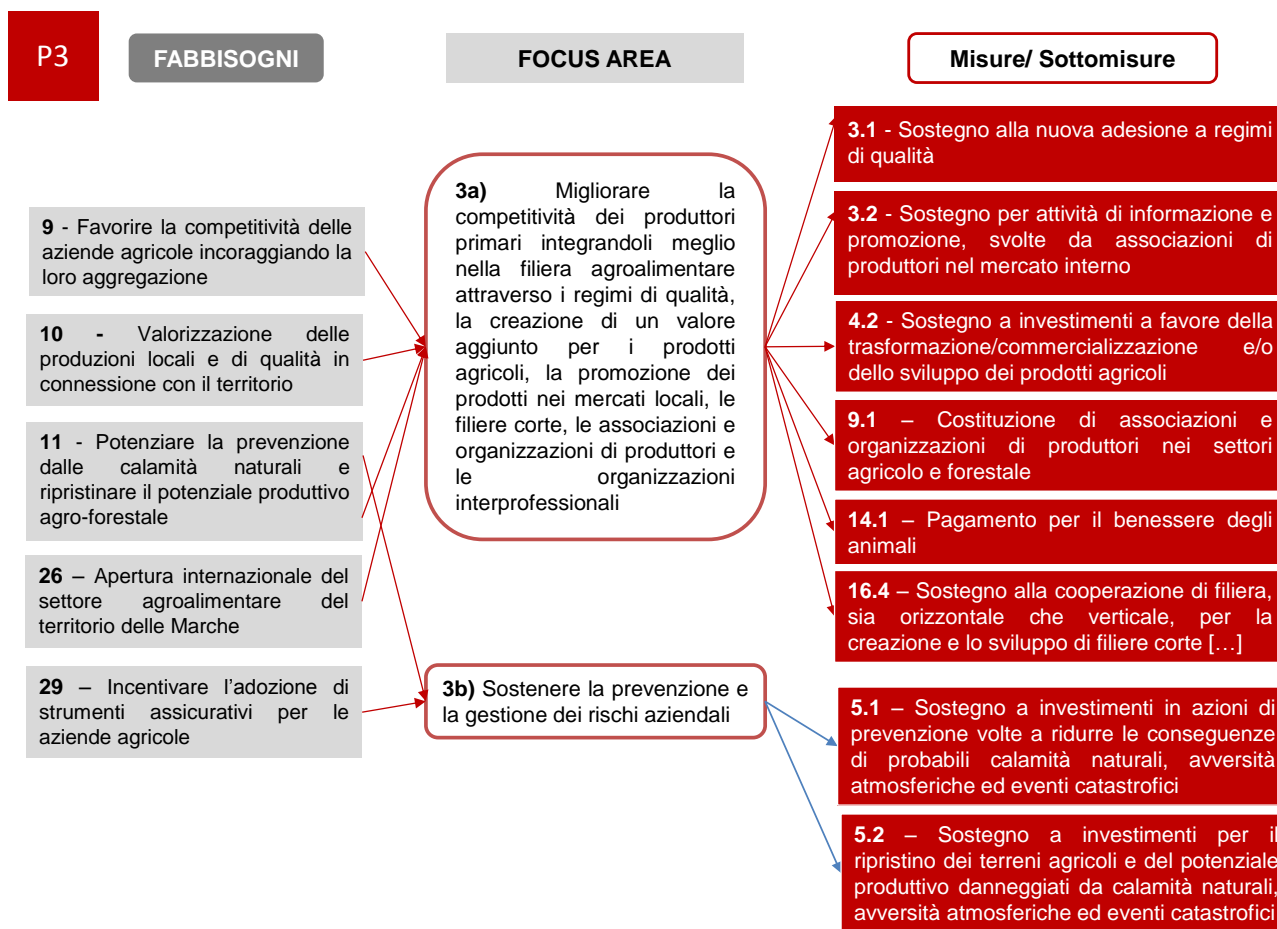 P3
FABBISOGNI
FOCUS AREA
Misure/ Sottomisure
9 - Favorire la competitività delle
aziende agricole incoraggiando la
loro aggregazione
10 - Valorizzazione delle
produzioni locali e di qualità in
connessione con il territorio
11 - Potenziare la prevenzione
dalle calamità naturali e
ripristinare il potenziale produttivo
agro-forestale
26 – Apertura internazionale del
settore agroalimentare del
territorio delle Marche
29 – Incentivare l’adozione di
strumenti assicurativi per le
aziende agricole
3a) Migliorare la
competitività dei produttori
primari integrandoli meglio
nella filiera agroalimentare
attraverso i regimi di qualità,
la creazione di un valore
aggiunto per i prodotti
agricoli, la promozione dei
prodotti nei mercati locali, le
filiere corte, le associazioni e
organizzazioni di produttori e
le organizzazioni
interprofessionali
3b) Sostenere la prevenzione e
la gestione dei rischi aziendali
3.1 - Sostegno alla nuova adesione a regimi
di qualità
3.2 - Sostegno per attività di informazione e
promozione, svolte da associazioni di
produttori nel mercato interno
4.2 - Sostegno a investimenti a favore della
trasformazione/commercializzazione e/o
dello sviluppo dei prodotti agricoli
9.1 – Costituzione di associazioni e
organizzazioni di produttori nei settori
agricolo e forestale
14.1 – Pagamento per il benessere degli
animali
16.4 – Sostegno alla cooperazione di filiera,
sia orizzontale che verticale, per la
creazione e lo sviluppo di filiere corte […]
5.1 – Sostegno a investimenti in azioni di
prevenzione volte a ridurre le conseguenze
di probabili calamità naturali, avversità
atmosferiche ed eventi catastrofici
5.2 – Sostegno a investimenti per il
ripristino dei terreni agricoli e del potenziale
produttivo danneggiati da calamità naturali,
avversità atmosferiche ed eventi catastrofici